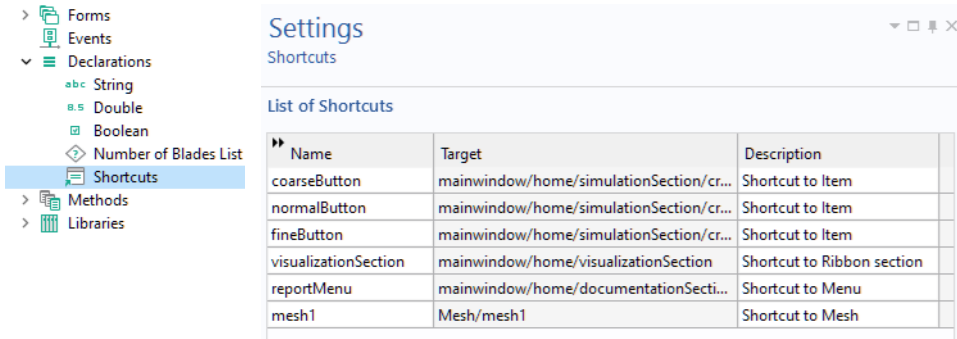 Forms
Events
Declarations
abc String
8.5 Double
Boolean
Number of Blades List
Shortcuts
Methods
Libraries
Settings
Shortcuts
List of Shortcuts
Name Target Description
coarseButton mainwindow/home/simulationSection/cr... Shortcut to Item
normalButton mainwindow/home/simulationSection/cr... Shortcut to Item
fineButton mainwindow/home/simulationSection/cr... Shortcut to Item
visualizationSection mainwindow/home/visualizationSection Shortcut to Ribbon section
reportMenu mainwindow/home/documentationSecti... Shortcut to Menu
mesh1 Mesh/mesh1 Shortcut to Mesh